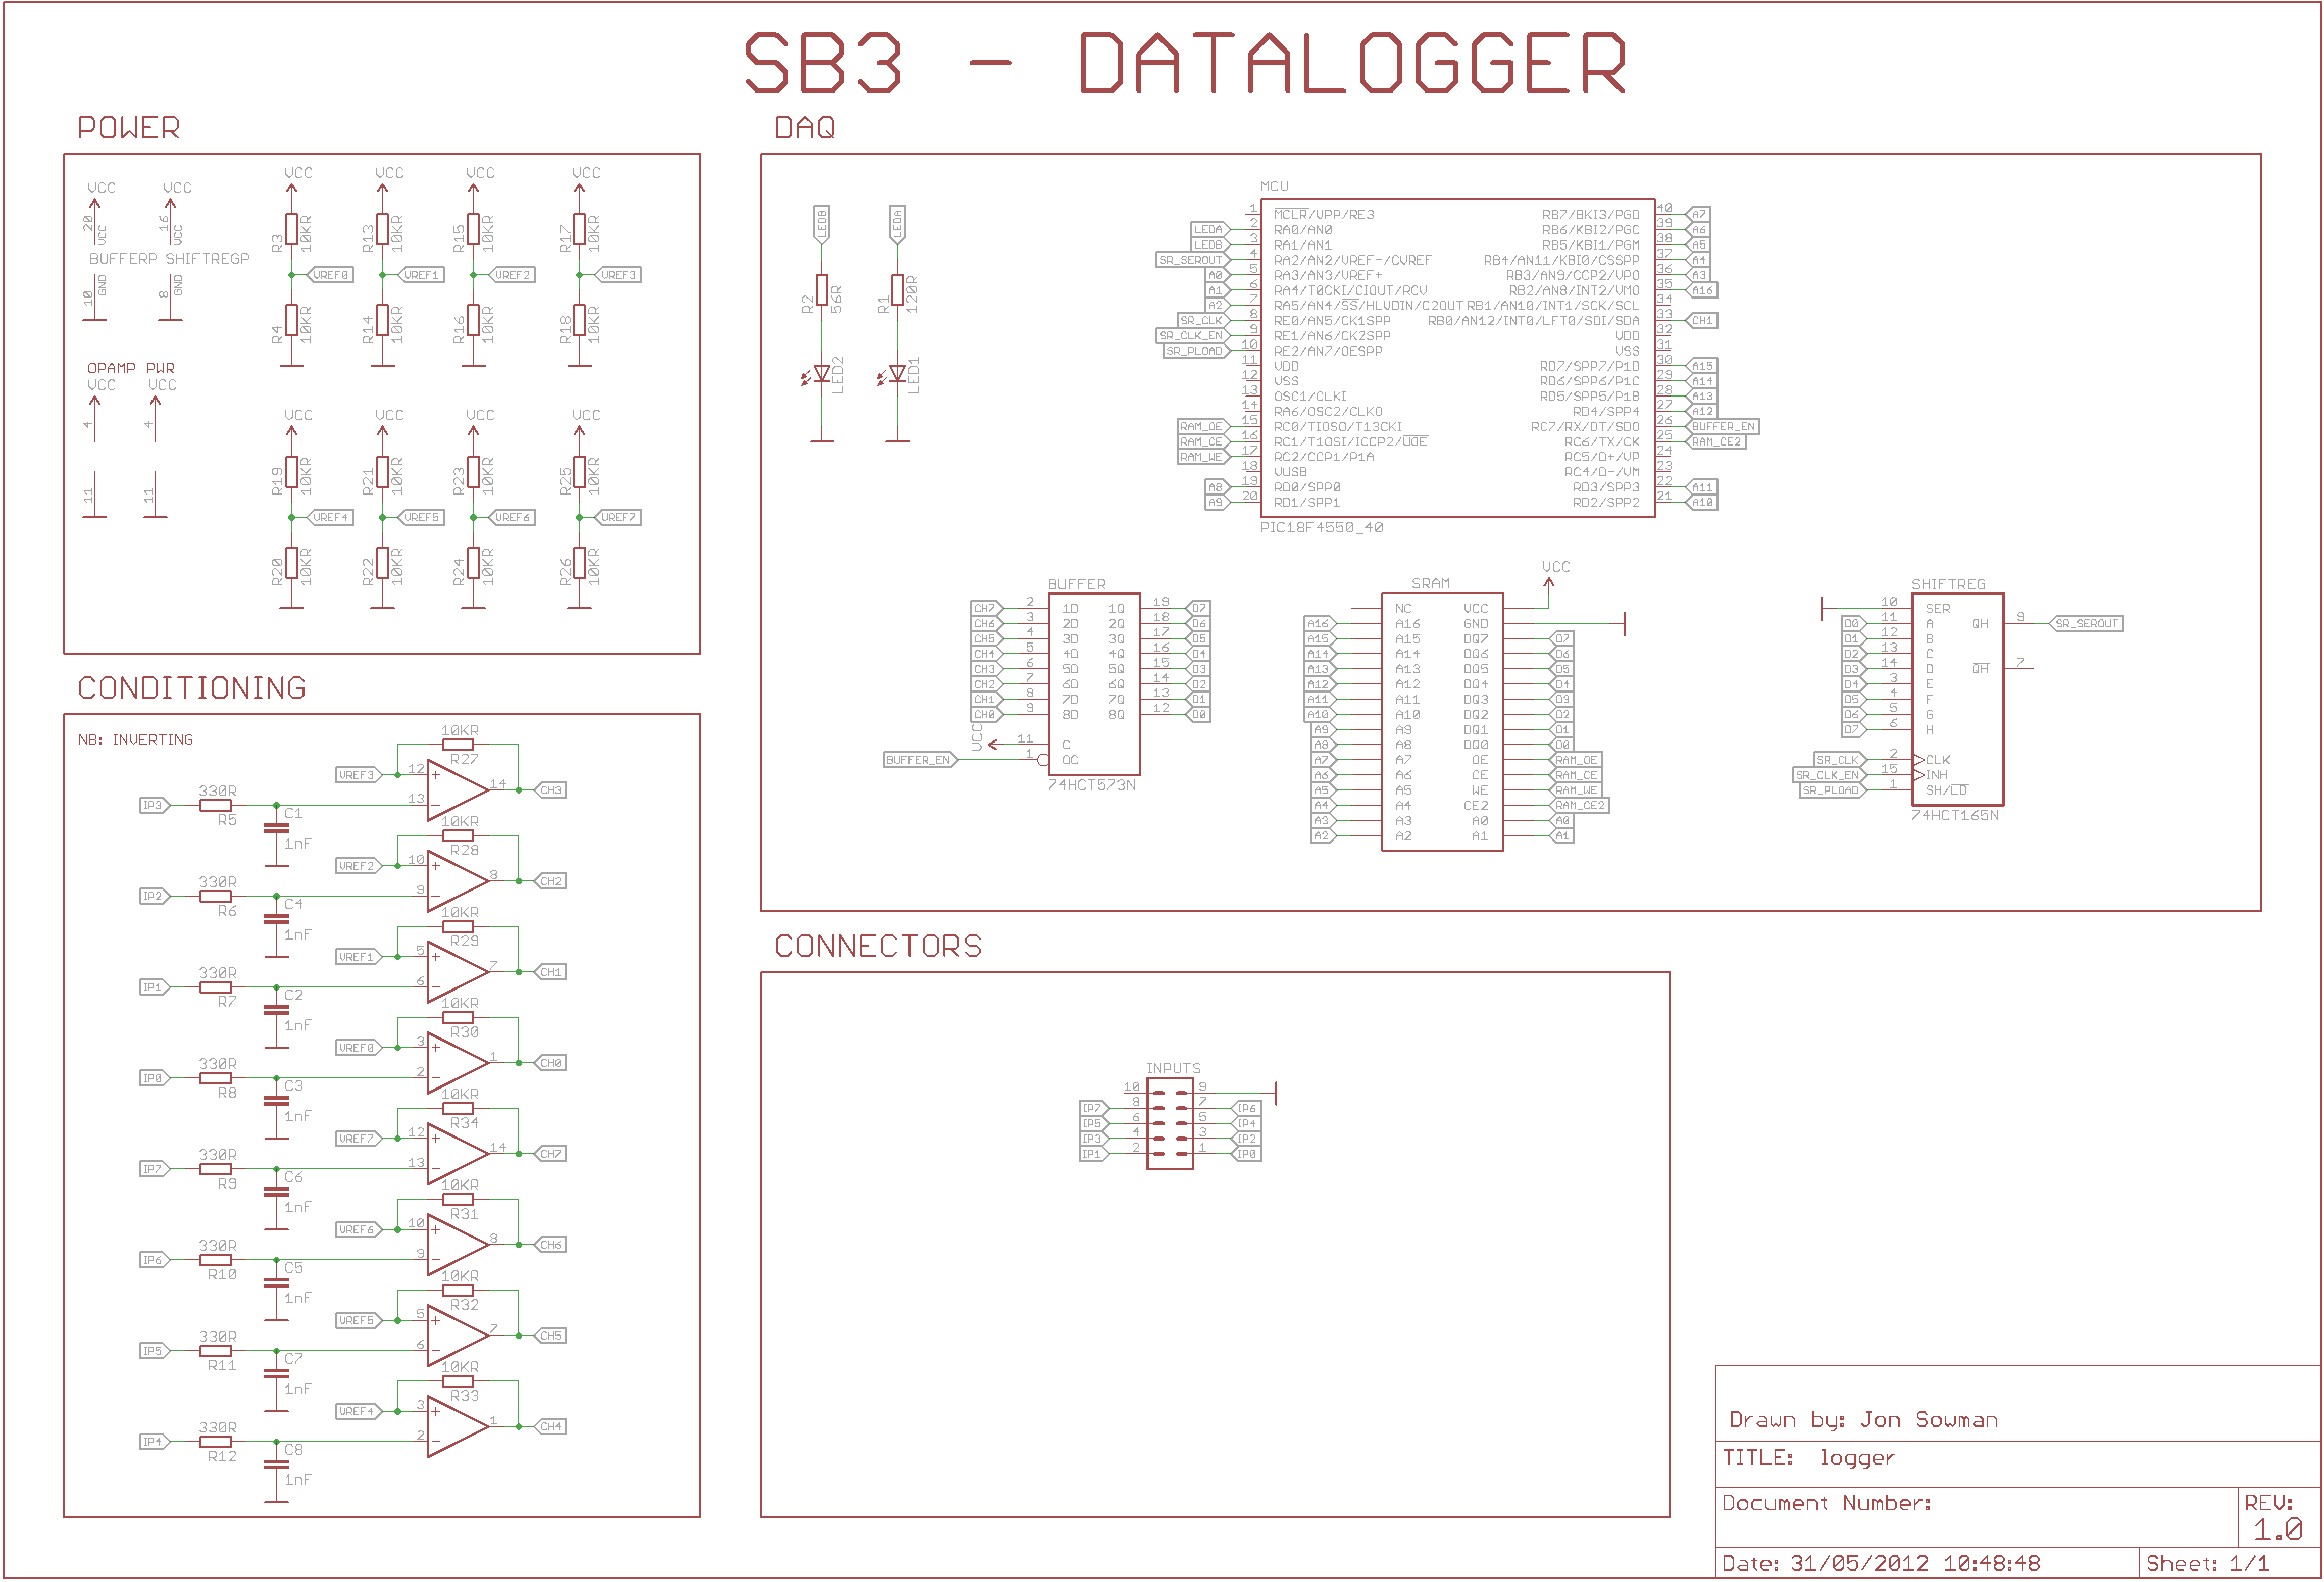 SB3 - DATALOGGER
POWER
VCC VCC VCC VCC VCC VCC
20 VCC 16 VCC
R3 10KR R13 10KR R15 10KR R17 10KR
BUFFERP SHIFTREGP
VREF0 VREF1 VREF2 VREF3
10 GND 8 GND
R4 10KR R14 10KR R16 10KR R18 10KR
OPAMP PWR
VCC VCC
4 4
VCC VCC VCC VCC
R19 10KR R21 10KR R23 10KR R25 10KR
11 11
VREF4 VREF5 VREF6 VREF7
R20 10KR R22 10KR R24 10KR R26 10KR
CONDITIONING
NB: INVERTING
10KR
R27
VREF3 12 + 14 CH3
IP3 330R R5 13 -
C1 1nF
10KR
R28
VREF2 10 + 8 CH2
IP2 330R R6 9 -
C4 1nF
10KR
R29
VREF1 5 + 7 CH1
IP1 330R R7 6 -
C2 1nF
10KR
R30
VREF0 3 + 1 CH0
IP0 330R R8 2 -
C3 1nF
10KR
R34
VREF7 12 + 14 CH7
IP7 330R R9 13 -
C6 1nF
10KR
R31
VREF6 10 + 8 CH6
IP6 330R R10 9 -
C5 1nF
10KR
R32
VREF5 5 + 7 CH5
IP5 330R R11 6 -
C7 1nF
10KR
R33
VREF4 3 + 1 CH4
IP4 330R R12 2 -
C8 1nF
DAQ
LEDB LEDA
R2 56R R1 120R
LED2 LED1
MCU
1 MCLR/VPP/RE3 RB7/BKI3/PGD 40 A7
LEDA 2 RA0/AN0 RB6/KBI2/PGC 39 A6
LEDB 3 RA1/AN1 RB5/KBI1/PGM 38 A5
SR_SEROUT 4 RA2/AN2/VREF-/CVREF RB4/AN11/KBI0/CSSPP 37 A4
A0 5 RA3/AN3/VREF+ RB3/AN9/CCP2/VPO 36 A3
A1 6 RA4/T0CKI/CIOUT/RCV RB2/AN8/INT2/VMO 35 A16
A2 7 RA5/AN4/SS/HLVDIN/C2OUT RB1/AN10/INT1/SCK/SCL 34
SR_CLK 8 RE0/AN5/CK1SPP RB0/AN12/INT0/LFT0/SDI/SDA 33 CH1
SR_CLK_EN 9 RE1/AN6/CK2SPP VDD 32
SR_PLOAD 10 RE2/AN7/OESPP VSS 31
11 VDD RD7/SPP7/P1D 30 A15
12 VSS RD6/SPP6/P1C 29 A14
13 OSC1/CLKI RD5/SPP5/P1B 28 A13
14 RA6/OSC2/CLKO RD4/SPP4 27 A12
RAM_OE 15 RC0/TIOSO/T13CKI RC7/RX/DT/SDO 26 BUFFER_EN
RAM_CE 16 RC1/T1OSI/ICCP2/UOE RC6/TX/CK 25 RAM_CE2
RAM_WE 17 RC2/CCP1/P1A RC5/D+/VP 24
18 VUSB RC4/D-/VM 23
A8 19 RD0/SPP0 RD3/SPP3 22 A11
A9 20 RD1/SPP1 RD2/SPP2 21 A10
PIC18F4550_40
BUFFER
CH7 2 1D 1Q 19 D7
CH6 3 2D 2Q 18 D6
CH5 4 3D 3Q 17 D5
CH4 5 4D 4Q 16 D4
CH3 6 5D 5Q 15 D3
CH2 7 6D 6Q 14 D2
CH1 8 7D 7Q 13 D1
CH0 9 8D 8Q 12 D0
VCC 11 C
BUFFER_EN 1 OC
74HCT573N
SRAM
VCC
NC VCC
A16 A16 GND
A15 A15 DQ7 D7
A14 A14 DQ6 D6
A13 A13 DQ5 D5
A12 A12 DQ4 D4
A11 A11 DQ3 D3
A10 A10 DQ2 D2
A9 A9 DQ1 D1
A8 A8 DQ0 D0
A7 A7 OE RAM_OE
A6 A6 CE RAM_CE
A5 A5 WE RAM_WE
A4 A4 CE2 RAM_CE2
A3 A3 A0 A0
A2 A2 A1 A1
SHIFTREG
10 SER
D0 11 A QH 9 SR_SEROUT
D1 12 B
D2 13 C
D3 14 D QH 7
D4 3 E
D5 4 F
D6 5 G
D7 6 H
SR_CLK 2 CLK
SR_CLK_EN 15 INH
SR_PLOAD 1 SH/LD
74HCT165N
CONNECTORS
INPUTS
10 9
IP7 8 7 IP6
IP5 6 5 IP4
IP3 4 3 IP2
IP1 2 1 IP0
Drawn by: Jon Sowman
TITLE: logger
Document Number:
REV:
1.0
Date: 31/05/2012 10:48:48
Sheet: 1/1